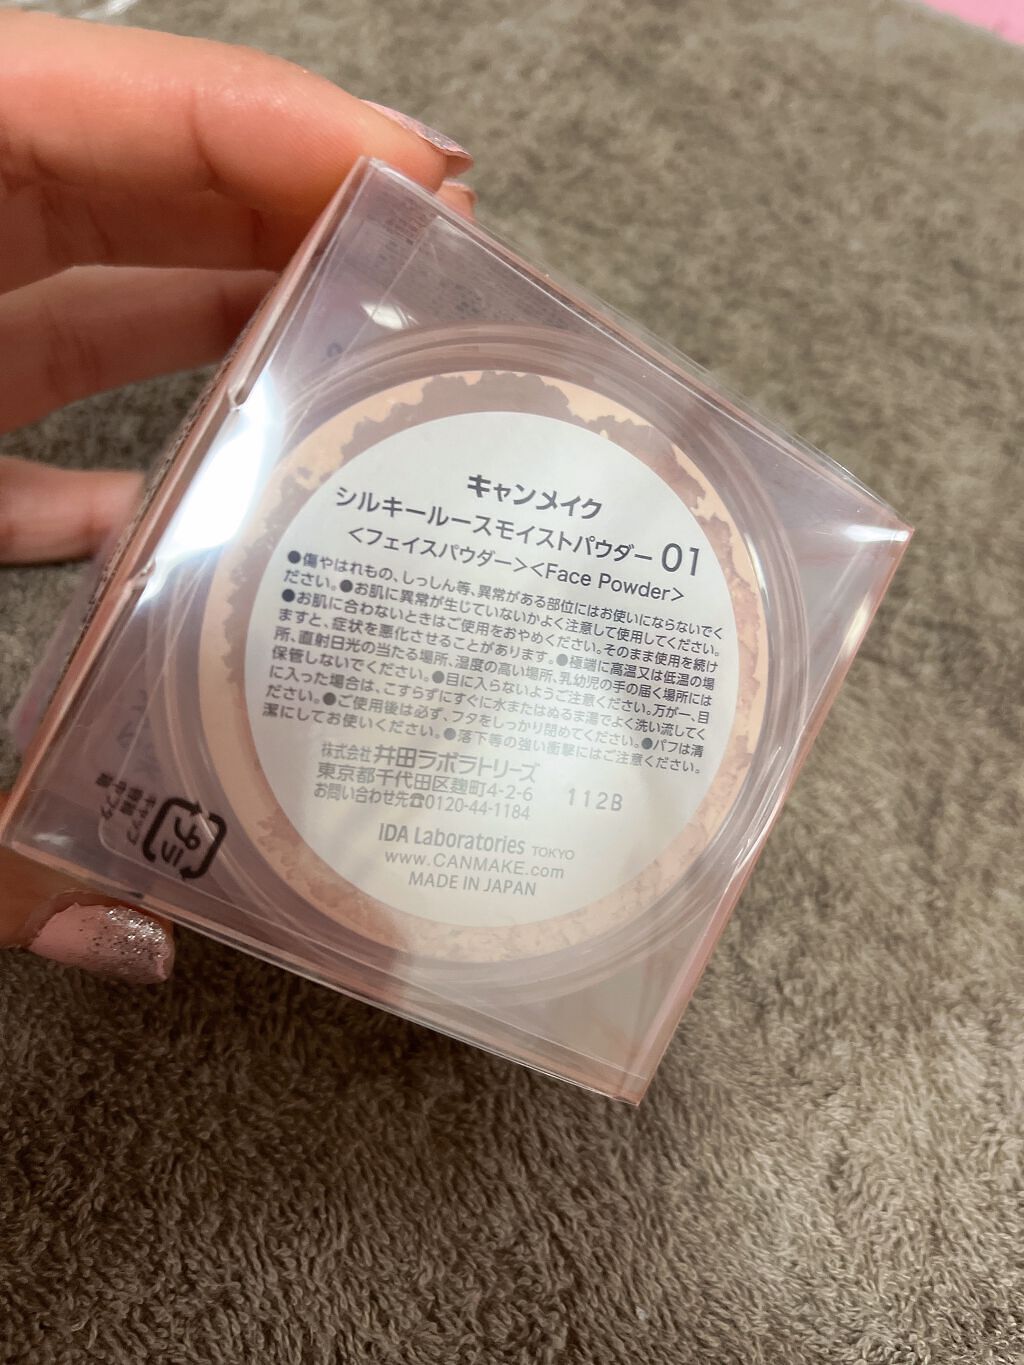 キャンメイク
シルキールースモイストパウダー 01
<フェイスパウダー><Face Powder>
●傷やはれもの、しっしん等、異常がある部位にはお使いにならないでく
ださい。●お肌に異常が生じていないかよく注意して使用してください。
●お肌に合わないときはご使用をおやめください。そのまま使用を続け
ますと、症状を悪化させることがあります。●極端に高温又は低温の場
所、直射日光の当たる場所、湿度の高い場所、乳幼児の手の届く場所には
保管しないでください。●目に入らないようご注意ください。万が一、目
に入った場合は、こすらずにすぐに水またはぬるま湯でよく洗い流してく
ださい。●ご使用後は必ず、フタをしっかり閉めてください。●パフは清
潔にしてお使いください。●落下等の強い衝撃にはご注意ください。
株式会社 井田ラボラトリーズ
東京都千代田区麹町4-2-6 112B
お問い合わせ先☎0120-44-1184
IDA Laboratories TOKYO
www.CANMAKE.com
MADE IN JAPAN
プラ